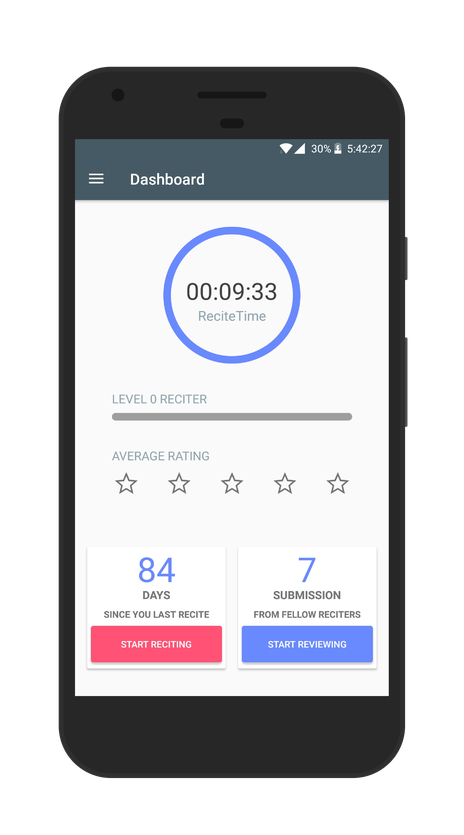 30% 5:42:27
Dashboard
00:09:33
ReciteTime
LEVEL 0 RECITER
AVERAGE RATING
84
DAYS
SINCE YOU LAST RECITE
START RECITING
7
SUBMISSION
FROM FELLOW RECITERS
START REVIEWING